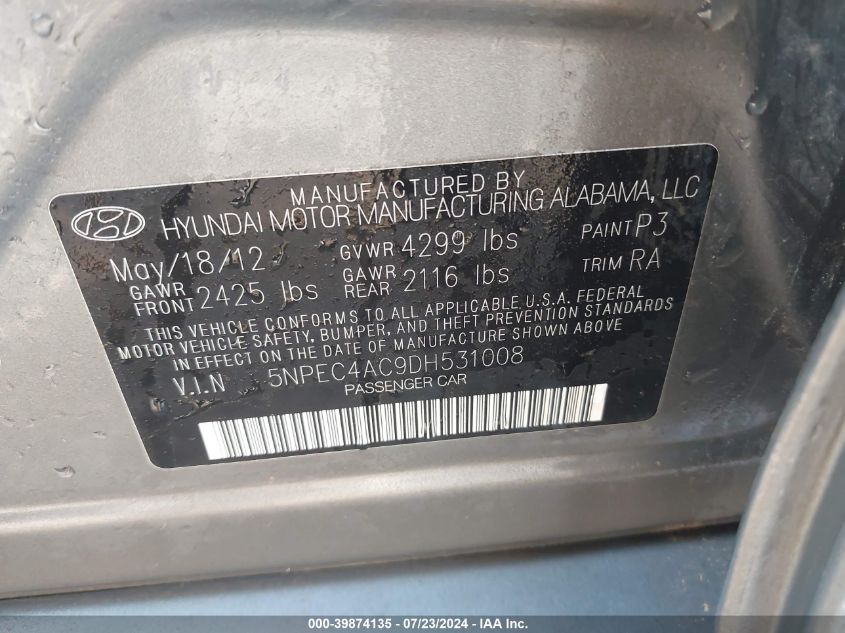 MANUFACTURED BY
HYUNDAI MOTOR MANUFACTURING ALABAMA, LLC
May/18/12 GVWR 4299 lbs PAINT P3
GAWR FRONT 2425 lbs GAWR REAR 2116 lbs TRIM RA
THIS VEHICLE CONFORMS TO ALL APPLICABLE U.S.A. FEDERAL
MOTOR VEHICLE SAFETY, BUMPER, AND THEFT PREVENTION STANDARDS
IN EFFECT ON THE DATE OF MANUFACTURE SHOWN ABOVE
V.I.N 5NPEC4AC9DH531008
PASSENGER CAR
000-39874135 - 07/23/2024 - IAA Inc.